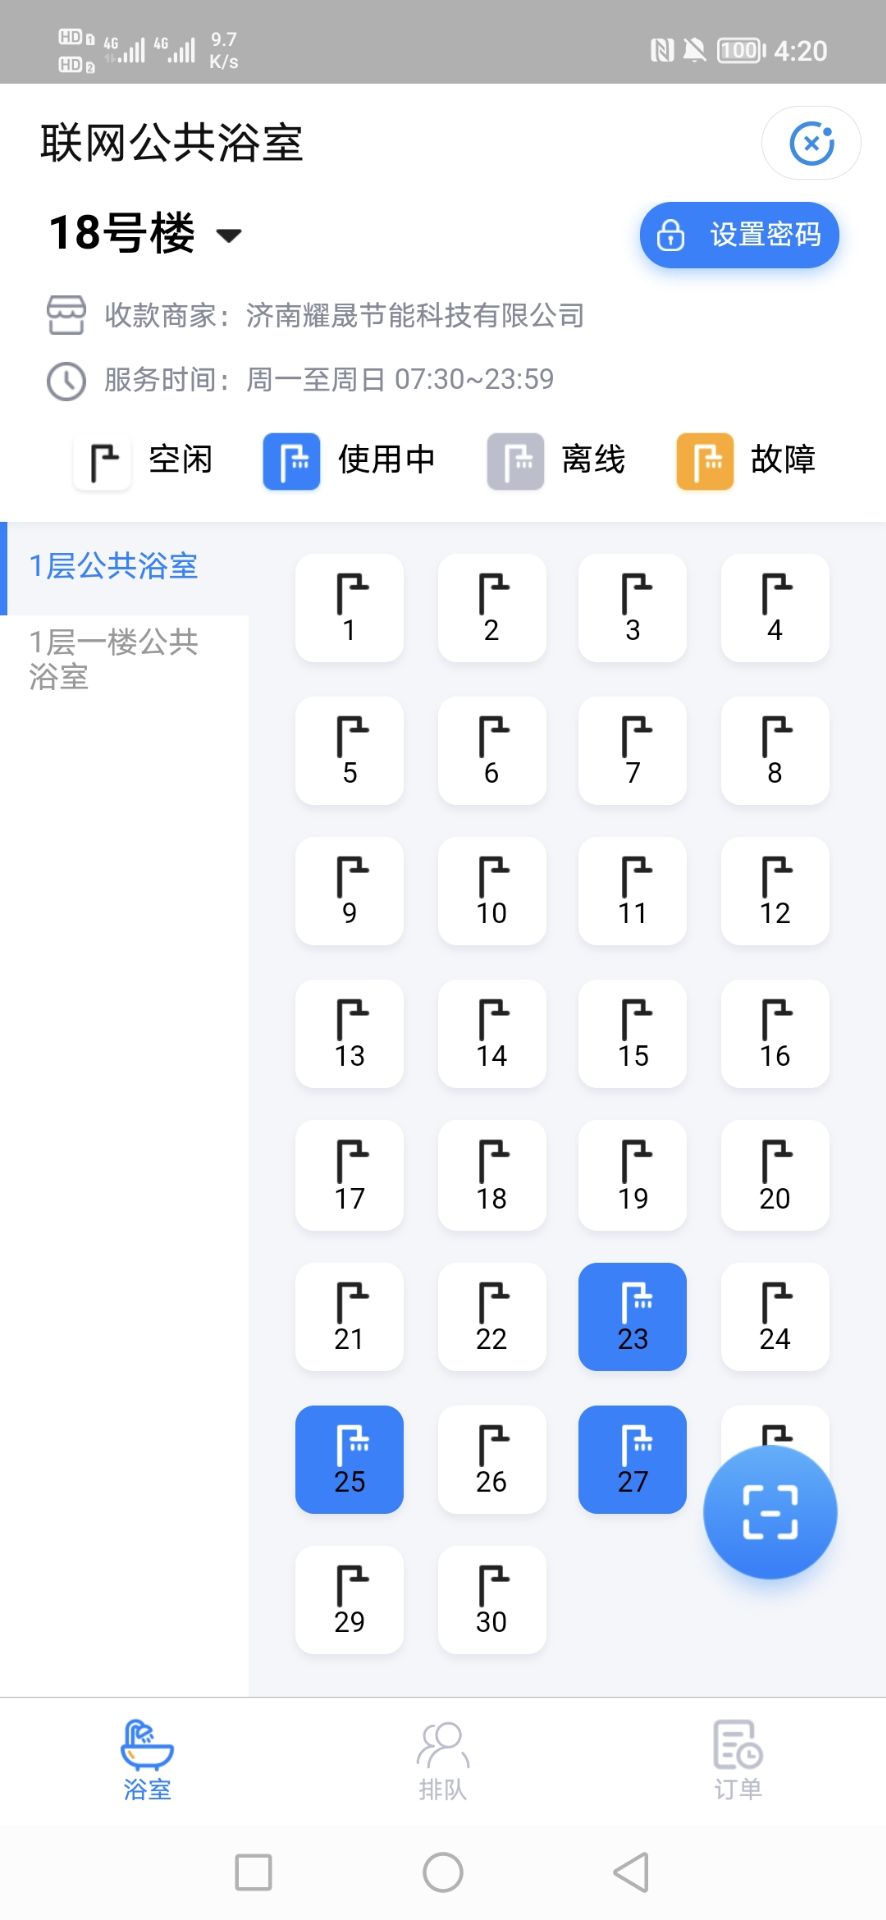 HD 1 4G 4G 9.7
HD 2 K/s
100 4:20
联网公共浴室
18号楼
设置密码
收款商家：济南耀晟节能科技有限公司
服务时间：周一至周日 07:30~23:59
空闲 使用中 离线 故障
1层公共浴室
1层一楼公共
浴室
1 2 3 4
5 6 7 8
9 10 11 12
13 14 15 16
17 18 19 20
21 22 23 24
25 26 27
29 30
浴室 排队 订单